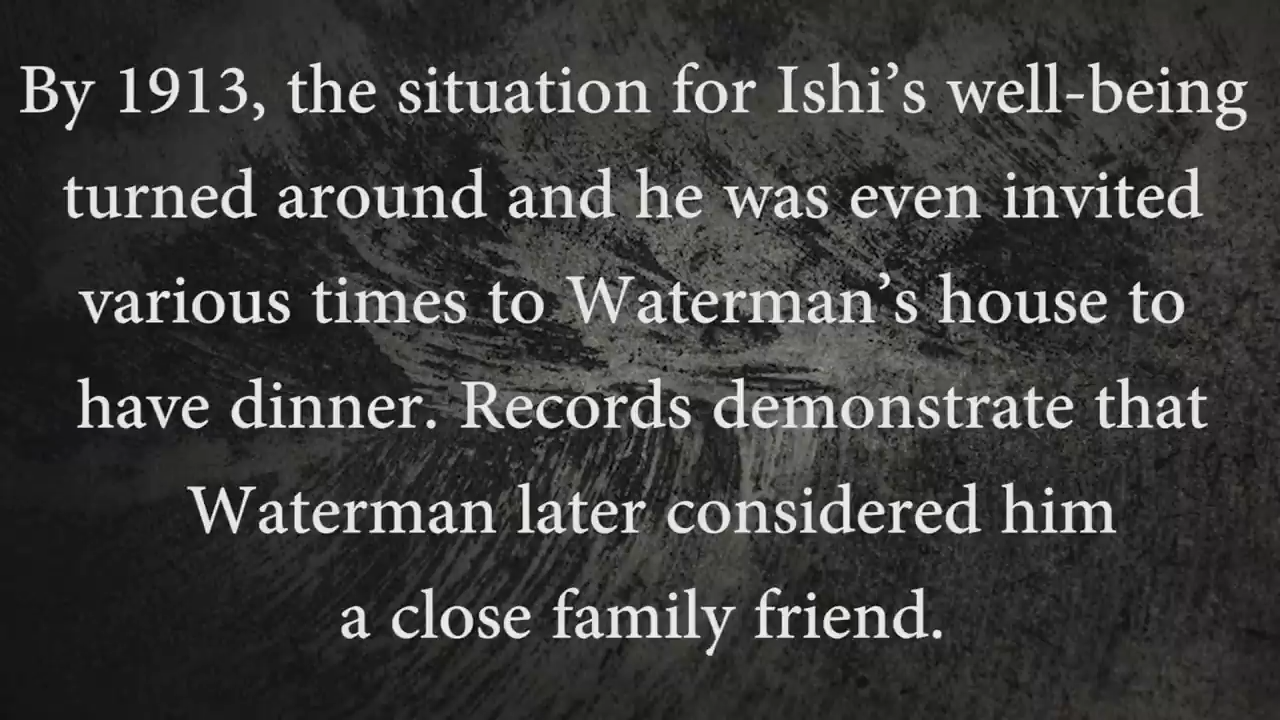 By 1913, the situation for Ishi’s well-being
turned around and he was even invited
various times to Waterman’s house to
have dinner. Records demonstrate that
Waterman later considered him
a close family friend.